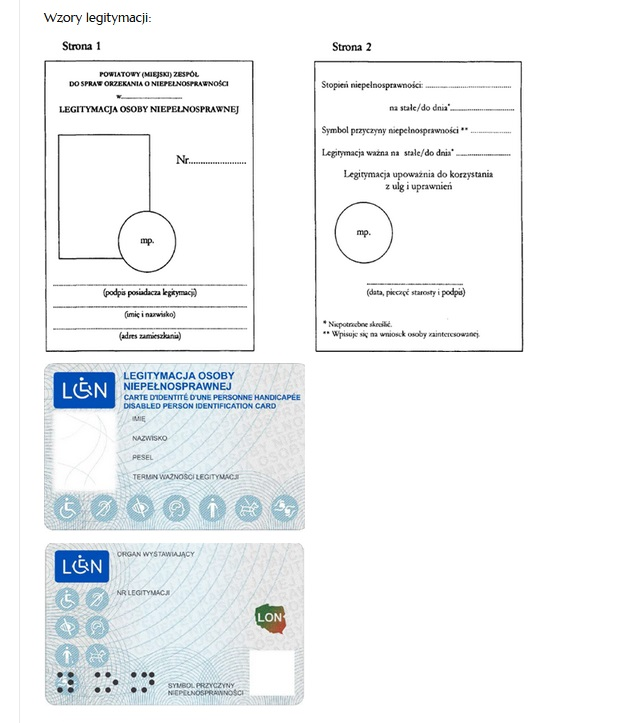 Wzory legitymacji:
Strona 1
POWIATOWY (MIEJSKI) ZESPÓŁ
DO SPRAW ORZEKANIA O NIEPEŁNOSPRAWNOŚCI
w..............................
LEGITYMACJA OSOBY NIEPEŁNOSPRAWNEJ
Nr........................
mp.
(podpis posiadacza legitymacji)
(imię i nazwisko)
(adres zamieszkania)
Strona 2
Stopień niepełnosprawności: ..............................
na stałe/do dnia*..............................
Symbol przyczyny niepełnosprawności ** ..................
Legitymacja ważna na stałe/do dnia* ......................
Legitymacja upoważnia do korzystania
z ulg i uprawnień
mp.
(data, pieczęć starosty i podpis)
* Niepotrzebne skreślić.
** Wpisuje się na wniosek osoby zainteresowanej.
LON
LEGITYMACJA OSOBY
NIEPEŁNOSPRAWNEJ
CARTE D'IDENTITÉ D'UNE PERSONNE HANDICAPÉE
DISABLED PERSON IDENTIFICATION CARD
IMIĘ
NAZWISKO
PESEL
TERMIN WAŻNOŚCI LEGITYMACJI
LON
ORGAN WYSTAWIAJĄCY
NR LEGITYMACJI
LON
SYMBOL PRZYCZYNY
NIEPEŁNOSPRAWNOŚCI